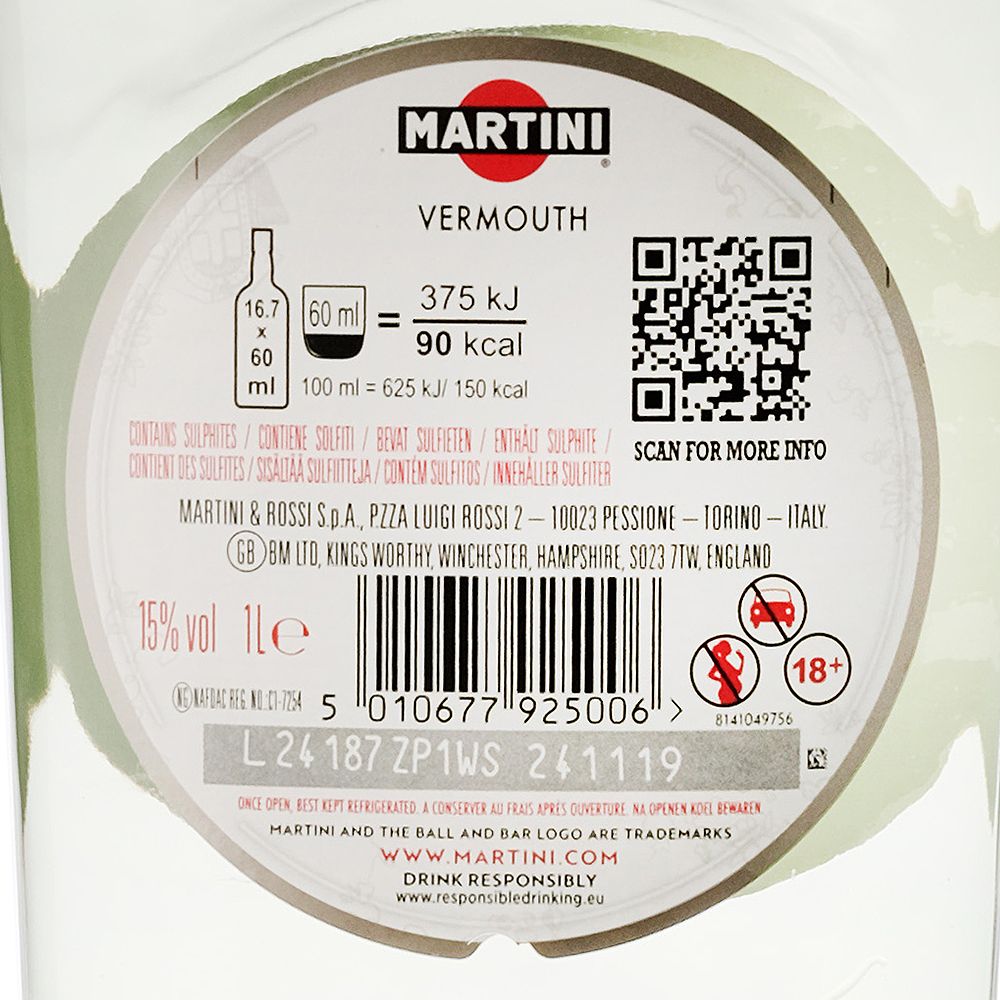 MARTINI
®
VERMOUTH
16.7
x
60
ml
60 ml
=
375 kJ
90 kcal
100 ml = 625 kJ/ 150 kcal
SCAN FOR MORE INFO
CONTAINS SULPHITES / CONTIENE SOLFITI / BEVAT SULFIETEN / ENTHÄLT SULPHITE /
CONTIENT DES SULFITES / SISÄLTÄÄ SULFIITTEJA / CONTÉM SULFITOS / INNEHÅLLER SULFITER
MARTINI & ROSSI S.p.A., P.ZZA LUIGI ROSSI 2 – 10023 PESSIONE – TORINO – ITALY.
GB BM LTD, KINGS WORTHY, WINCHESTER, HAMPSHIRE, SO23 7TW, ENGLAND
15% vol 1L e
18+
NG NAFDAC REG. NO.:C1-7254
5 010677 925006 >
8141049756
L 24 187 ZP1WS 241119
ONCE OPEN, BEST KEPT REFRIGERATED. A CONSERVER AU FRAIS APRÈS OUVERTURE. NA OPENEN KOEL BEWAREN.
MARTINI AND THE BALL AND BAR LOGO ARE TRADEMARKS
WWW.MARTINI.COM
DRINK RESPONSIBLY
www.responsibledrinking.eu